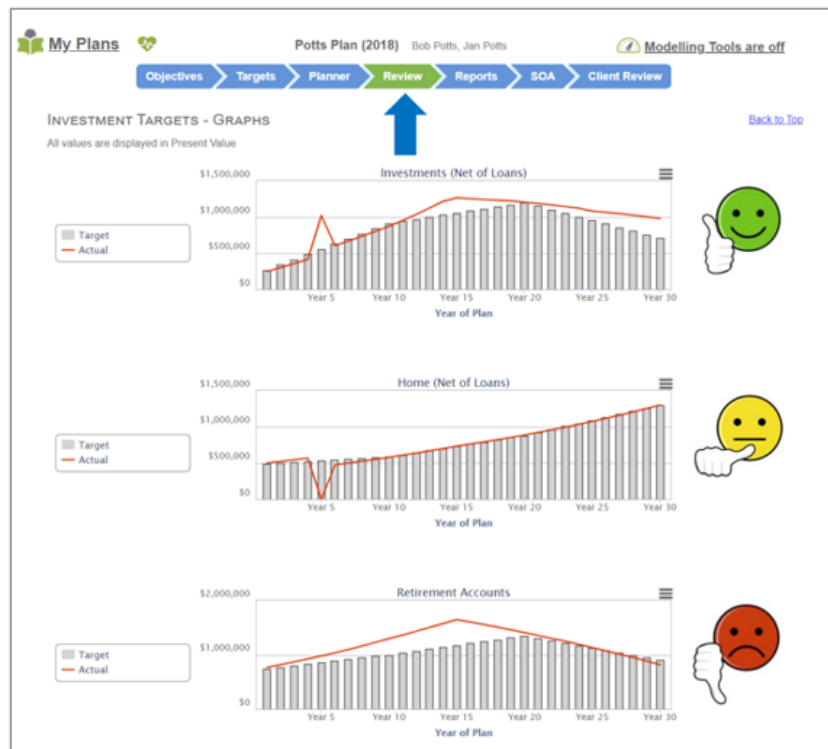 My Plans
Potts Plan (2018) Bob Potts, Jan Potts
Modelling Tools are off
Objectives Targets Planner Review Reports SOA Client Review
INVESTMENT TARGETS - GRAPHS
Back to Top
All values are displayed in Present Value
Investments (Net of Loans)
$1,500,000
$1,000,000
$500,000
$0
Target
Actual
Year 5 Year 10 Year 15 Year 20 Year 25 Year 30
Year of Plan
Home (Net of Loans)
$1,500,000
$1,000,000
$500,000
$0
Target
Actual
Year 5 Year 10 Year 15 Year 20 Year 25 Year 30
Year of Plan
Retirement Accounts
$2,000,000
$1,000,000
$0
Target
Actual
Year 5 Year 10 Year 15 Year 20 Year 25 Year 30
Year of Plan